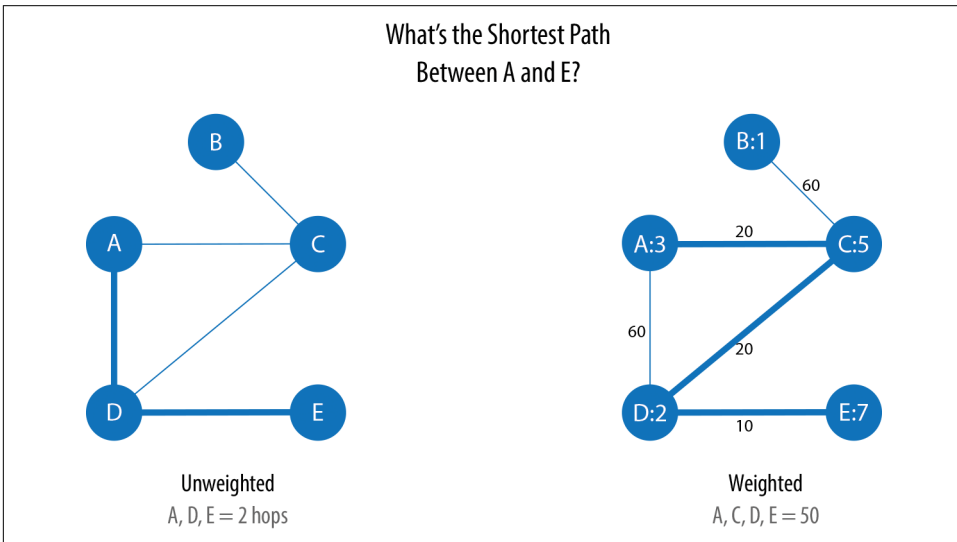 What's the Shortest Path
Between A and E?
B
A
C
D
E
Unweighted
A, D, E = 2 hops
B:1
60
A:3
20
C:5
60
20
D:2
10
E:7
Weighted
A, C, D, E = 50